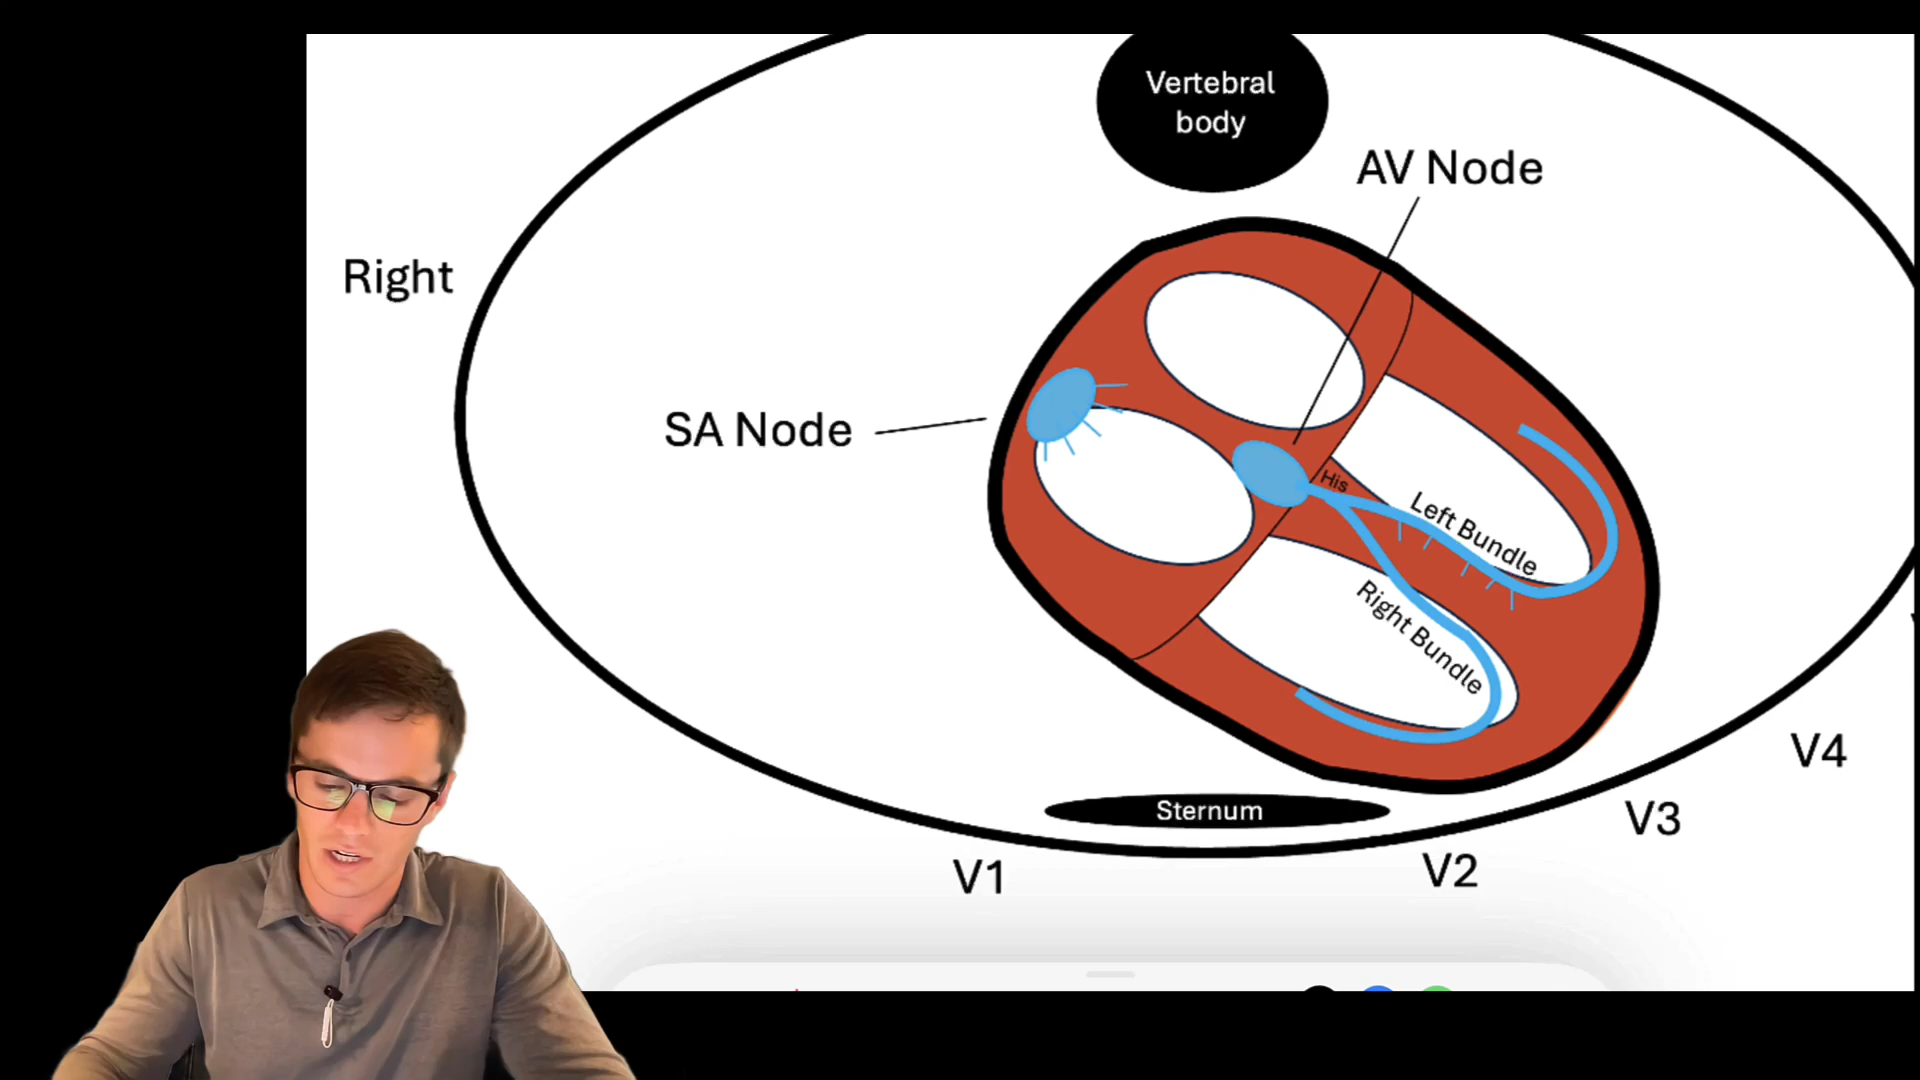 Vertebral
body
AV Node
Right
SA Node
His
Left Bundle
Right Bundle
V4
Sternum
V3
V1
V2